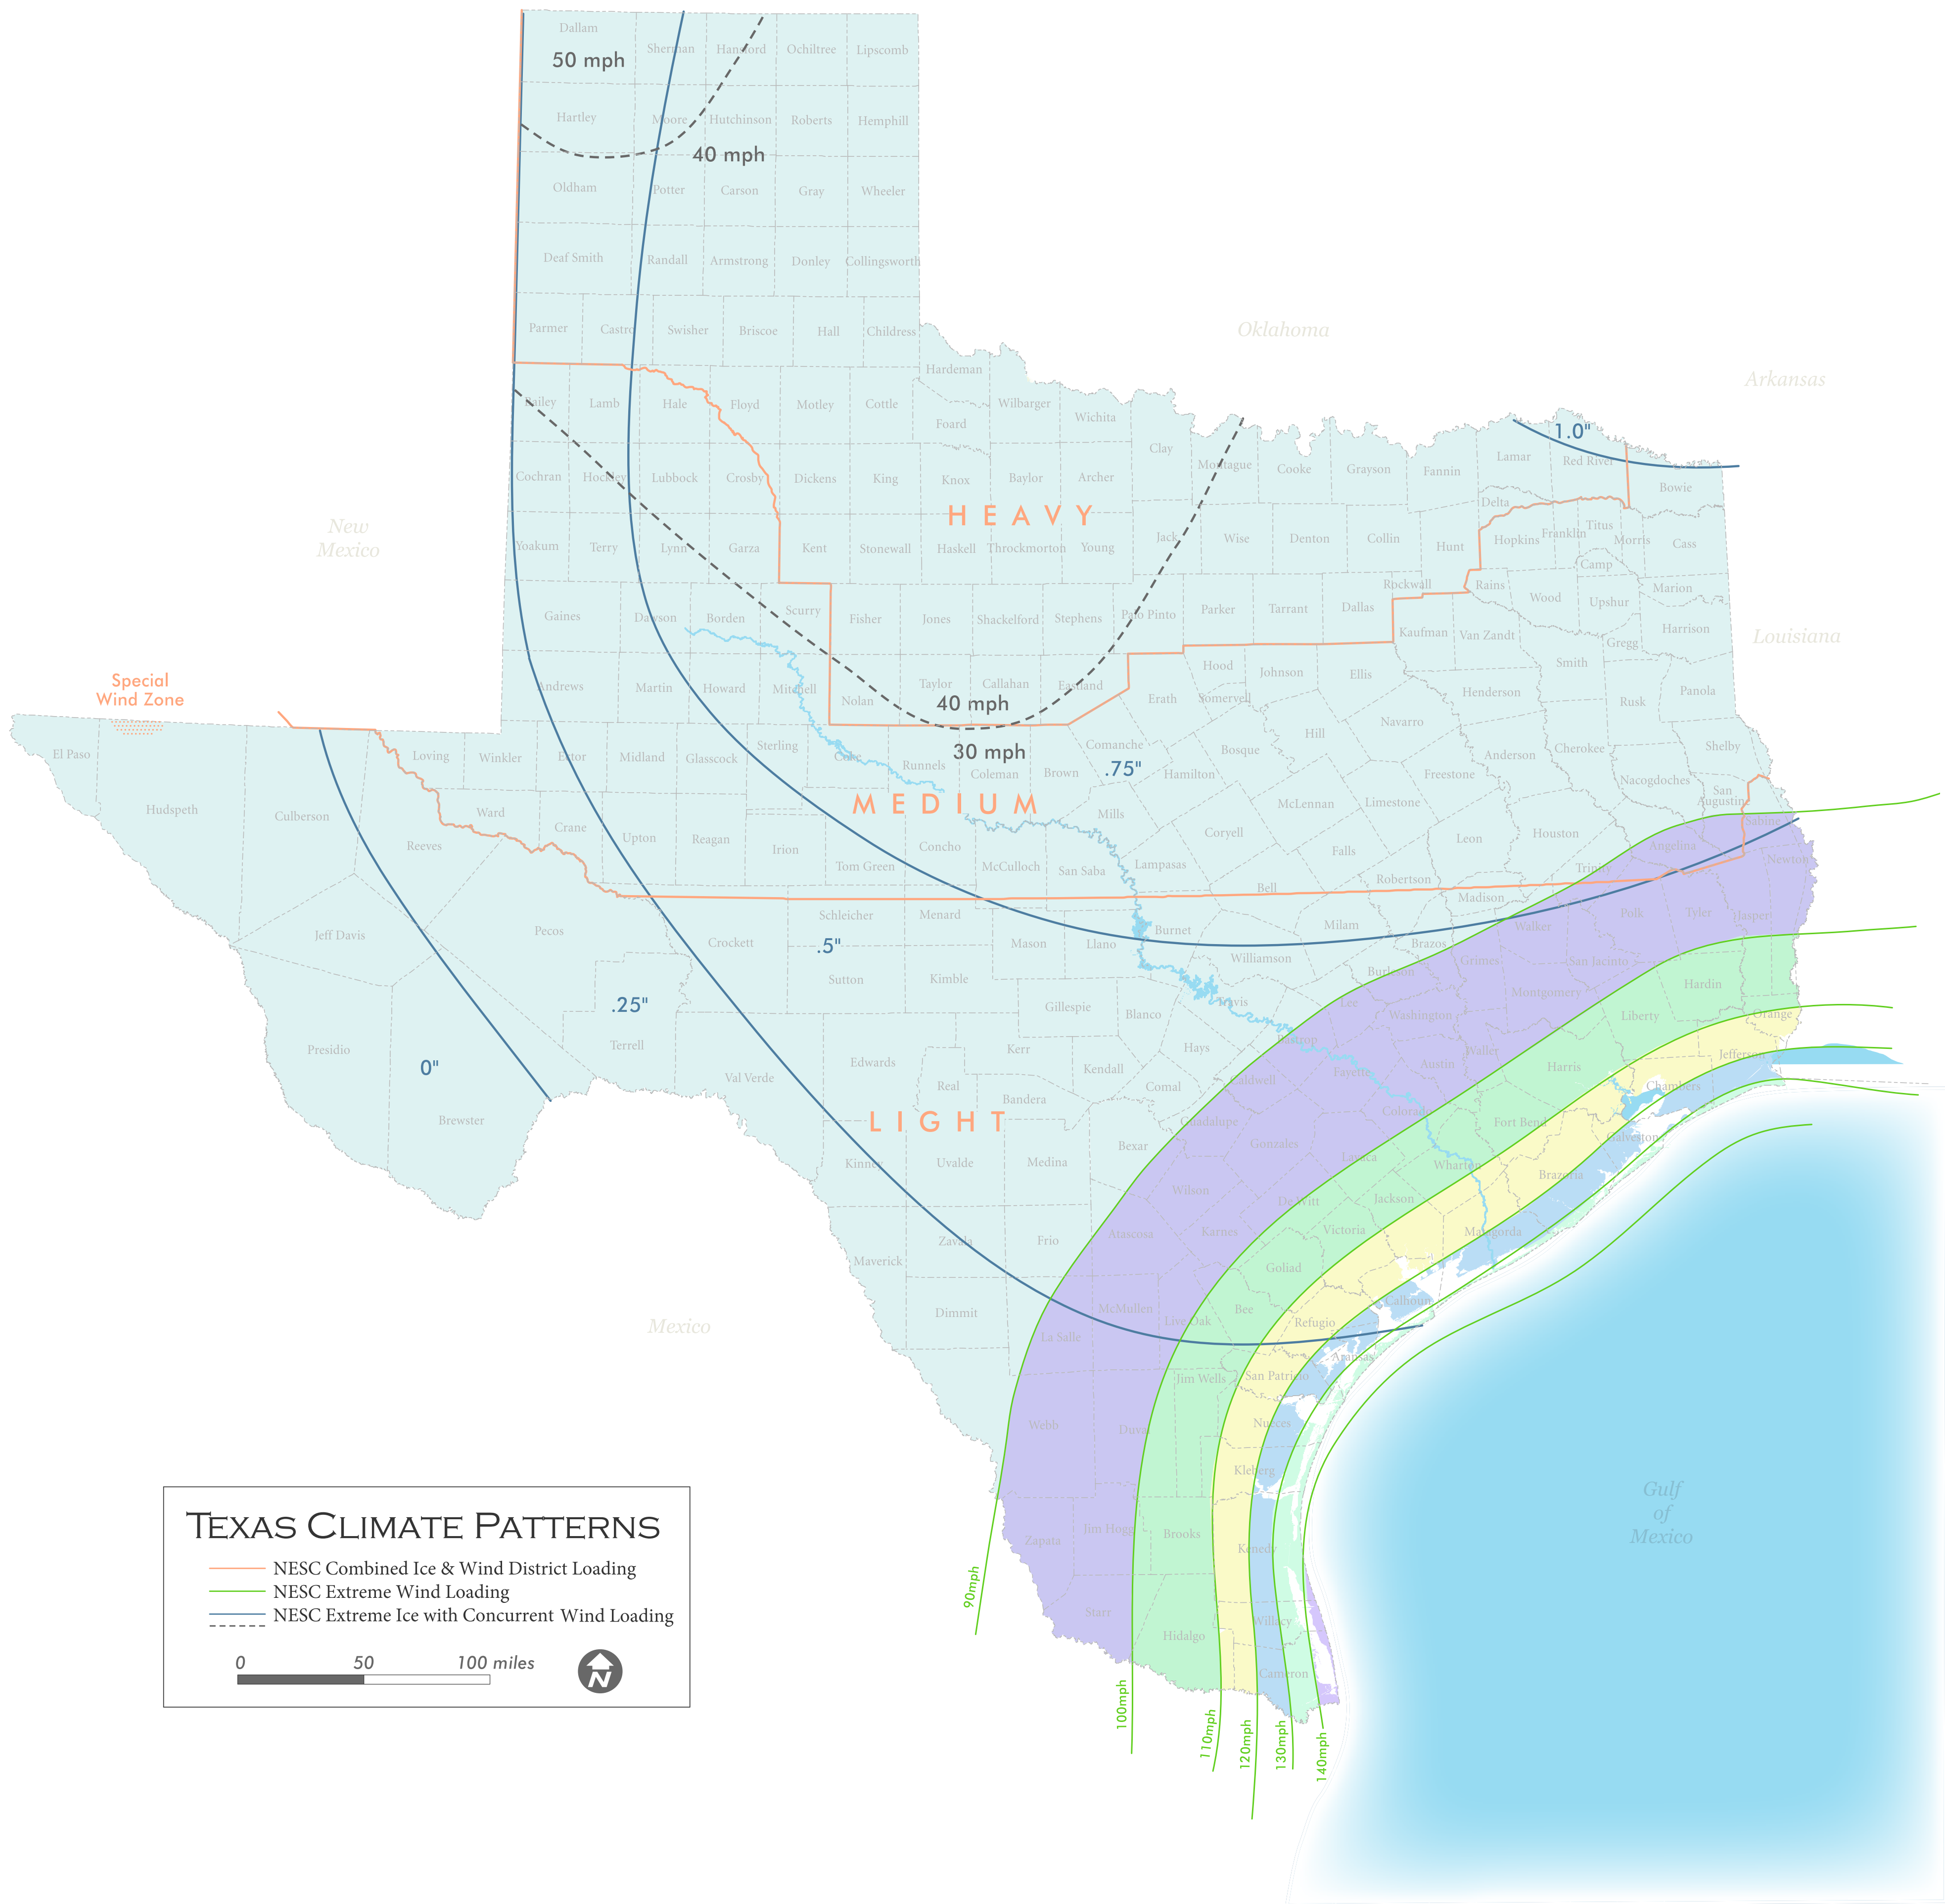 Dallam
Sherman
Hansford
Ochiltree
Lipscomb
50 mph
Hartley
Moore
Hutchinson
Roberts
Hemphill
40 mph
Oldham
Potter
Carson
Gray
Wheeler
Deaf Smith
Randall
Armstrong
Donley
Collingsworth
Parmer
Castro
Swisher
Briscoe
Hall
Childress
Oklahoma
Arkansas
Hardeman
Bailey
Lamb
Hale
Floyd
Motley
Cottle
Foard
Wilbarger
Wichita
Clay
1.0"
Cochran
Hockley
Lubbock
Crosby
Dickens
King
Knox
Baylor
Archer
Montague
Cooke
Grayson
Fannin
Lamar
Red River
Bowie
New
Mexico
HEAVY
Delta
Yoakum
Terry
Lynn
Garza
Kent
Stonewall
Haskell
Throckmorton
Young
Jack
Wise
Denton
Collin
Hunt
Hopkins
Franklin
Titus
Morris
Cass
Camp
Rockwall
Rains
Wood
Upshur
Marion
Gaines
Dawson
Borden
Scurry
Fisher
Jones
Shackelford
Stephens
Palo Pinto
Parker
Tarrant
Dallas
Kaufman
Van Zandt
Gregg
Harrison
Louisiana
Special
Wind Zone
Andrews
Martin
Howard
Mitchell
Nolan
Taylor
Callahan
Eastland
Erath
Hood
Somervell
Johnson
Ellis
Henderson
Smith
Rusk
Panola
40 mph
30 mph
El Paso
Loving
Winkler
Ector
Midland
Glasscock
Sterling
Coke
Runnels
Coleman
Brown
Comanche
.75"
Hamilton
Bosque
Hill
Navarro
Anderson
Cherokee
Shelby
Freestone
Nacogdoches
San
Augustine
Sabine
Hudspeth
Culberson
Reeves
Ward
Crane
Upton
Reagan
Irion
Tom Green
MEDIUM
Concho
McCulloch
San Saba
Mills
Lampasas
Coryell
McLennan
Limestone
Falls
Leon
Houston
Angelina
Trinity
Newton
Bell
Robertson
Madison
Jeff Davis
Pecos
Crockett
Schleicher
Menard
.5"
Sutton
Kimble
Mason
Llano
Burnet
Williamson
Milam
Brazos
Burleson
Grimes
Walker
Polk
Tyler
Jasper
San Jacinto
Hardin
.25"
Terrell
Gillespie
Blanco
Travis
Lee
Washington
Montgomery
Liberty
Orange
Presidio
0"
Brewster
Val Verde
Edwards
Real
Kerr
Bandera
Kendall
Hays
Comal
Bastrop
Caldwell
Fayette
Austin
Waller
Harris
Jefferson
Chambers
LIGHT
Kinney
Uvalde
Medina
Bexar
Guadalupe
Gonzales
Colorado
Lavaca
Fort Bend
Wharton
Galveston
Brazoria
Wilson
De Witt
Jackson
Matagorda
Maverick
Zavala
Frio
Atascosa
Karnes
Victoria
Goliad
Calhoun
Mexico
Dimmit
La Salle
McMullen
Live Oak
Bee
Refugio
Aransas
San Patricio
Jim Wells
Webb
Duval
Nueces
Kleberg
Zapata
Jim Hogg
Brooks
Kenedy
Gulf
of
Mexico
Starr
Hidalgo
Willacy
Cameron
90mph
100mph
110mph
120mph
130mph
140mph
TEXAS CLIMATE PATTERNS
NESC Combined Ice & Wind District Loading
NESC Extreme Wind Loading
NESC Extreme Ice with Concurrent Wind Loading
0 50 100 miles
N